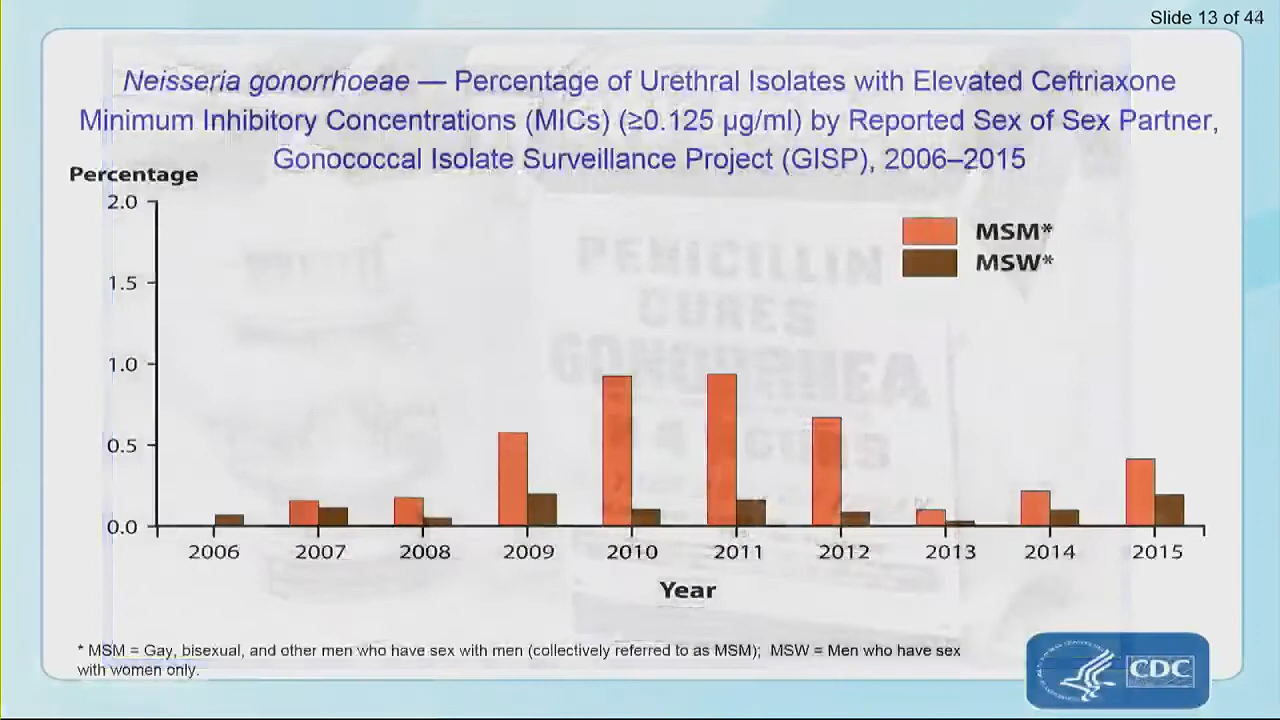 Slide 13 of 44
Neisseria gonorrhoeae — Percentage of Urethral Isolates with Elevated Ceftriaxone
Minimum Inhibitory Concentrations (MICs) (≥0.125 µg/ml) by Reported Sex of Sex Partner,
Gonococcal Isolate Surveillance Project (GISP), 2006–2015
Percentage
2.0
1.5
1.0
0.5
0.0
MSM*
MSW*
PENICILLIN
CURES
GONORRHEA
2006 2007 2008 2009 2010 2011 2012 2013 2014 2015
Year
* MSM = Gay, bisexual, and other men who have sex with men (collectively referred to as MSM); MSW = Men who have sex
with women only.
CDC